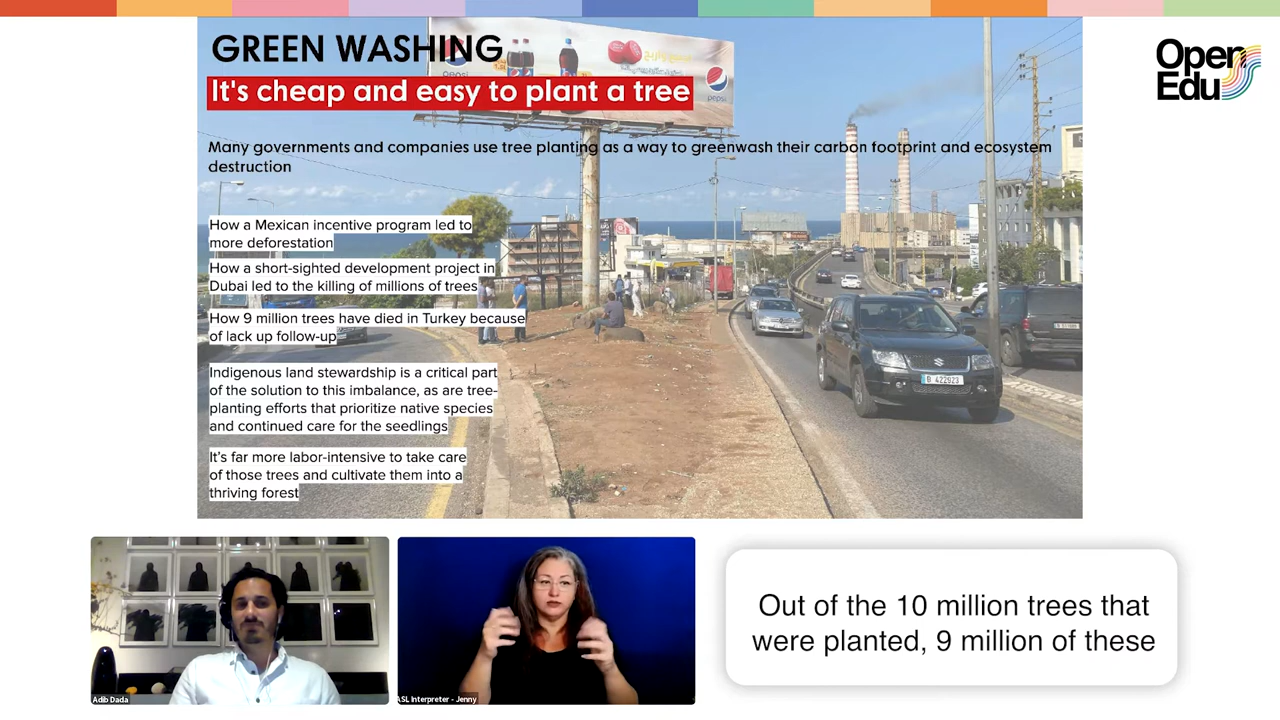 GREEN WASHING
It's cheap and easy to plant a tree
Many governments and companies use tree planting as a way to greenwash their carbon footprint and ecosystem
destruction
How a Mexican incentive program led to
more deforestation
How a short-sighted development project in
Dubai led to the killing of millions of trees
How 9 million trees have died in Turkey because
of lack up follow-up
Indigenous land stewardship is a critical part
of the solution to this imbalance, as are tree-
planting efforts that prioritize native species
and continued care for the seedlings
It's far more labor-intensive to take care
of those trees and cultivate them into a
thriving forest
pepsi
pepsi
B 422923
Open
Edu
Adib Dada
ASL Interpreter - Jenny
Out of the 10 million trees that
were planted, 9 million of these